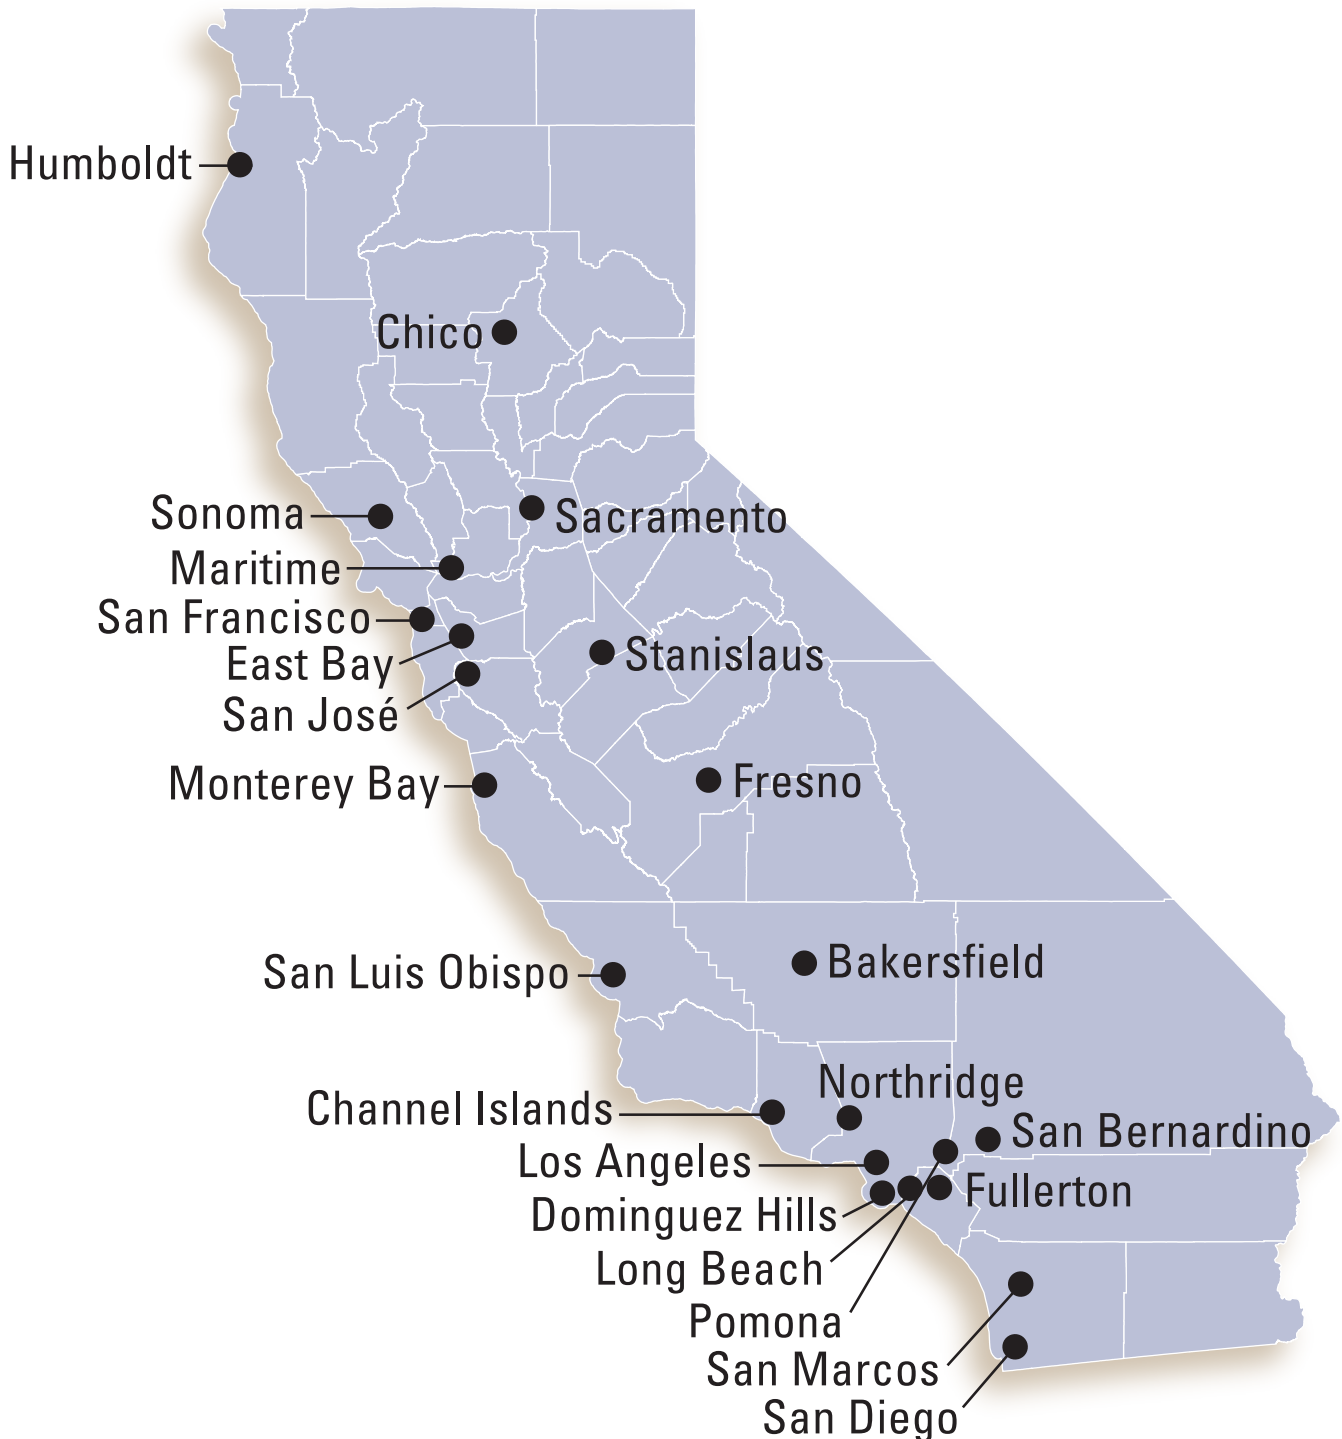 Humboldt
Chico
Sonoma
Sacramento
Maritime
San Francisco
East Bay
Stanislaus
San José
Monterey Bay
Fresno
San Luis Obispo
Bakersfield
Northridge
Channel Islands
San Bernardino
Los Angeles
Fullerton
Dominguez Hills
Long Beach
Pomona
San Marcos
San Diego